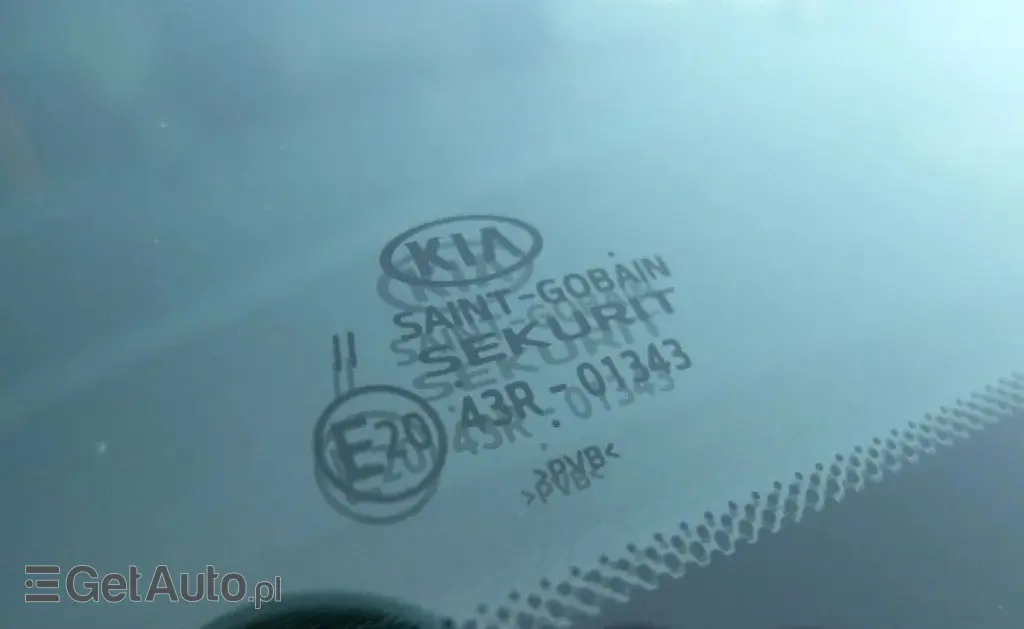 KIA
SAINT-GOBAIN
SEKURIT
II
E20 43R-01343
>PVB<
GetAuto.pl